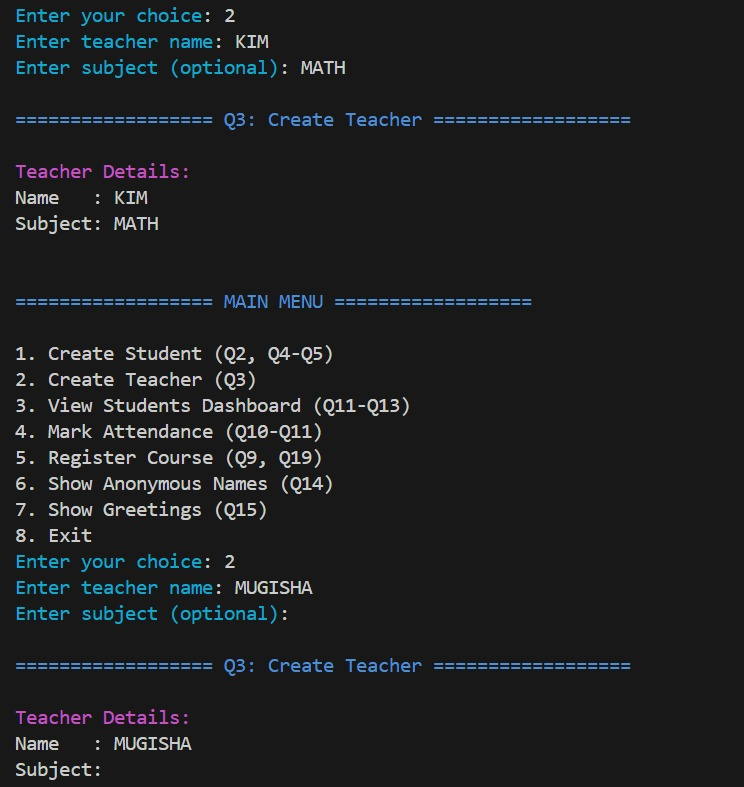 Enter your choice: 2
Enter teacher name: KIM
Enter subject (optional): MATH
================== Q3: Create Teacher ==================
Teacher Details:
Name   : KIM
Subject: MATH
================== MAIN MENU ==================
1. Create Student (Q2, Q4-Q5)
2. Create Teacher (Q3)
3. View Students Dashboard (Q11-Q13)
4. Mark Attendance (Q10-Q11)
5. Register Course (Q9, Q19)
6. Show Anonymous Names (Q14)
7. Show Greetings (Q15)
8. Exit
Enter your choice: 2
Enter teacher name: MUGISHA
Enter subject (optional):
================== Q3: Create Teacher ==================
Teacher Details:
Name   : MUGISHA
Subject: